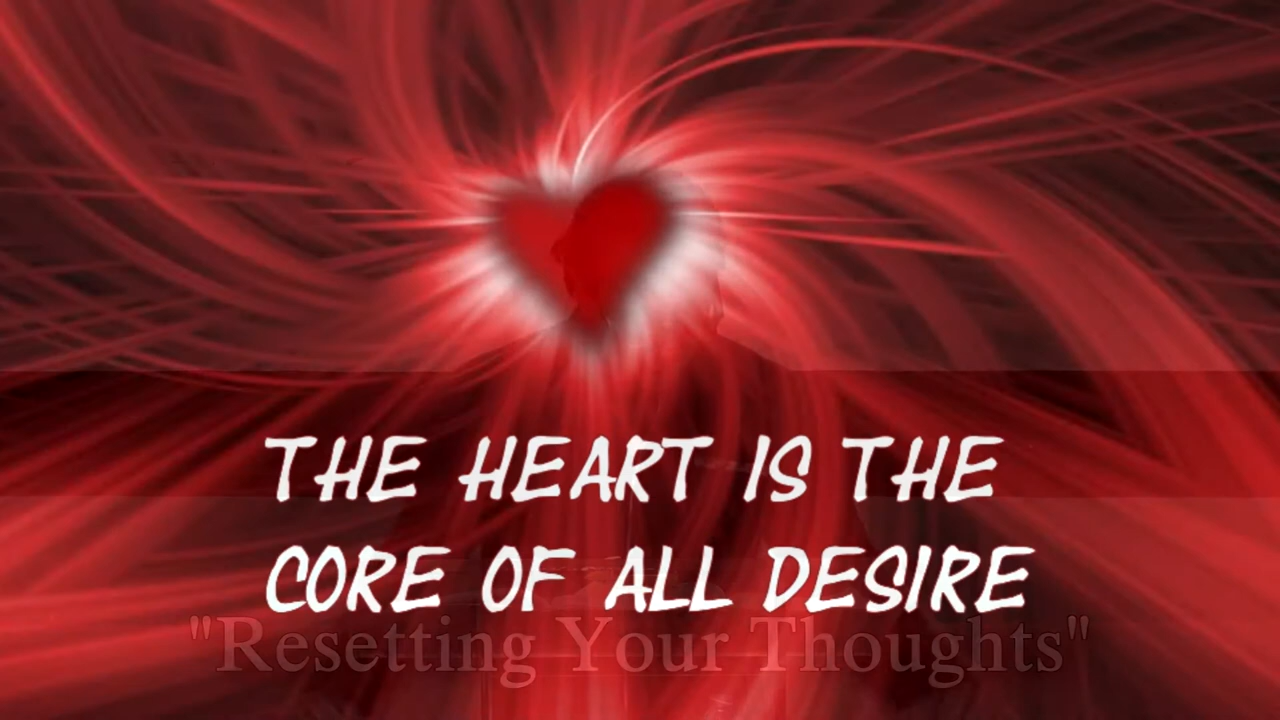 THE HEART IS THE
CORE OF ALL DESIRE
"Resetting Your Thoughts"